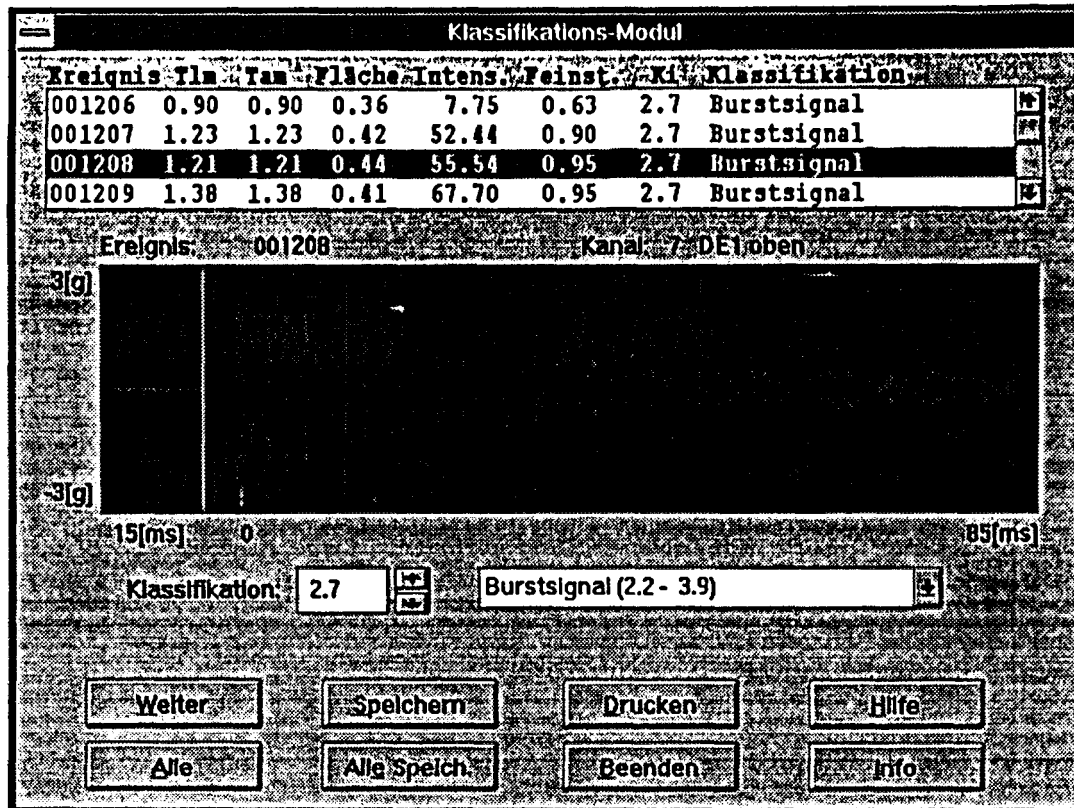 Klassifikations-Modul
Ereignis Tlm Tam Fläche Intens. Feinst. Ki Klassifikation
001206 0.90 0.90 0.36 7.75 0.63 2.7 Burstsignal
001207 1.23 1.23 0.42 52.44 0.90 2.7 Burstsignal
001208 1.21 1.21 0.44 55.54 0.95 2.7 Burstsignal
001209 1.38 1.38 0.41 67.70 0.95 2.7 Burstsignal
Ereignis: 001208 Kanal: 7 DE1 oben
3[g]
-3[g]
-15[ms] 0 85[ms]
Klassifikation: 2.7 Burstsignal (2.2 - 3.9)
Weiter Speichern Drucken Hilfe
Alle Alle Speich. Beenden Info